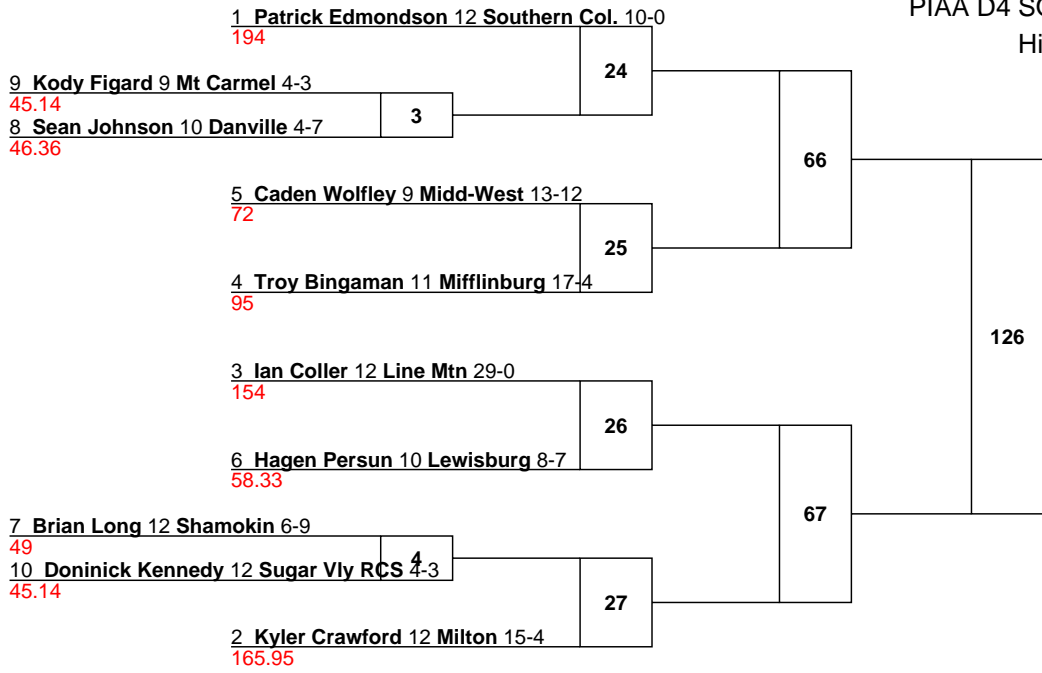 PIAA D4 SO
Hi
1 Patrick Edmondson 12 Southern Col. 10-0
194
24
9 Kody Figard 9 Mt Carmel 4-3
45.14
3
8 Sean Johnson 10 Danville 4-7
46.36
66
5 Caden Wolfley 9 Midd-West 13-12
72
25
4 Troy Bingaman 11 Mifflinburg 17-4
95
126
3 Ian Coller 12 Line Mtn 29-0
154
26
6 Hagen Persun 10 Lewisburg 8-7
58.33
67
7 Brian Long 12 Shamokin 6-9
49
4
10 Doninick Kennedy 12 Sugar Vly RCS 4-3
45.14
27
2 Kyler Crawford 12 Milton 15-4
165.95